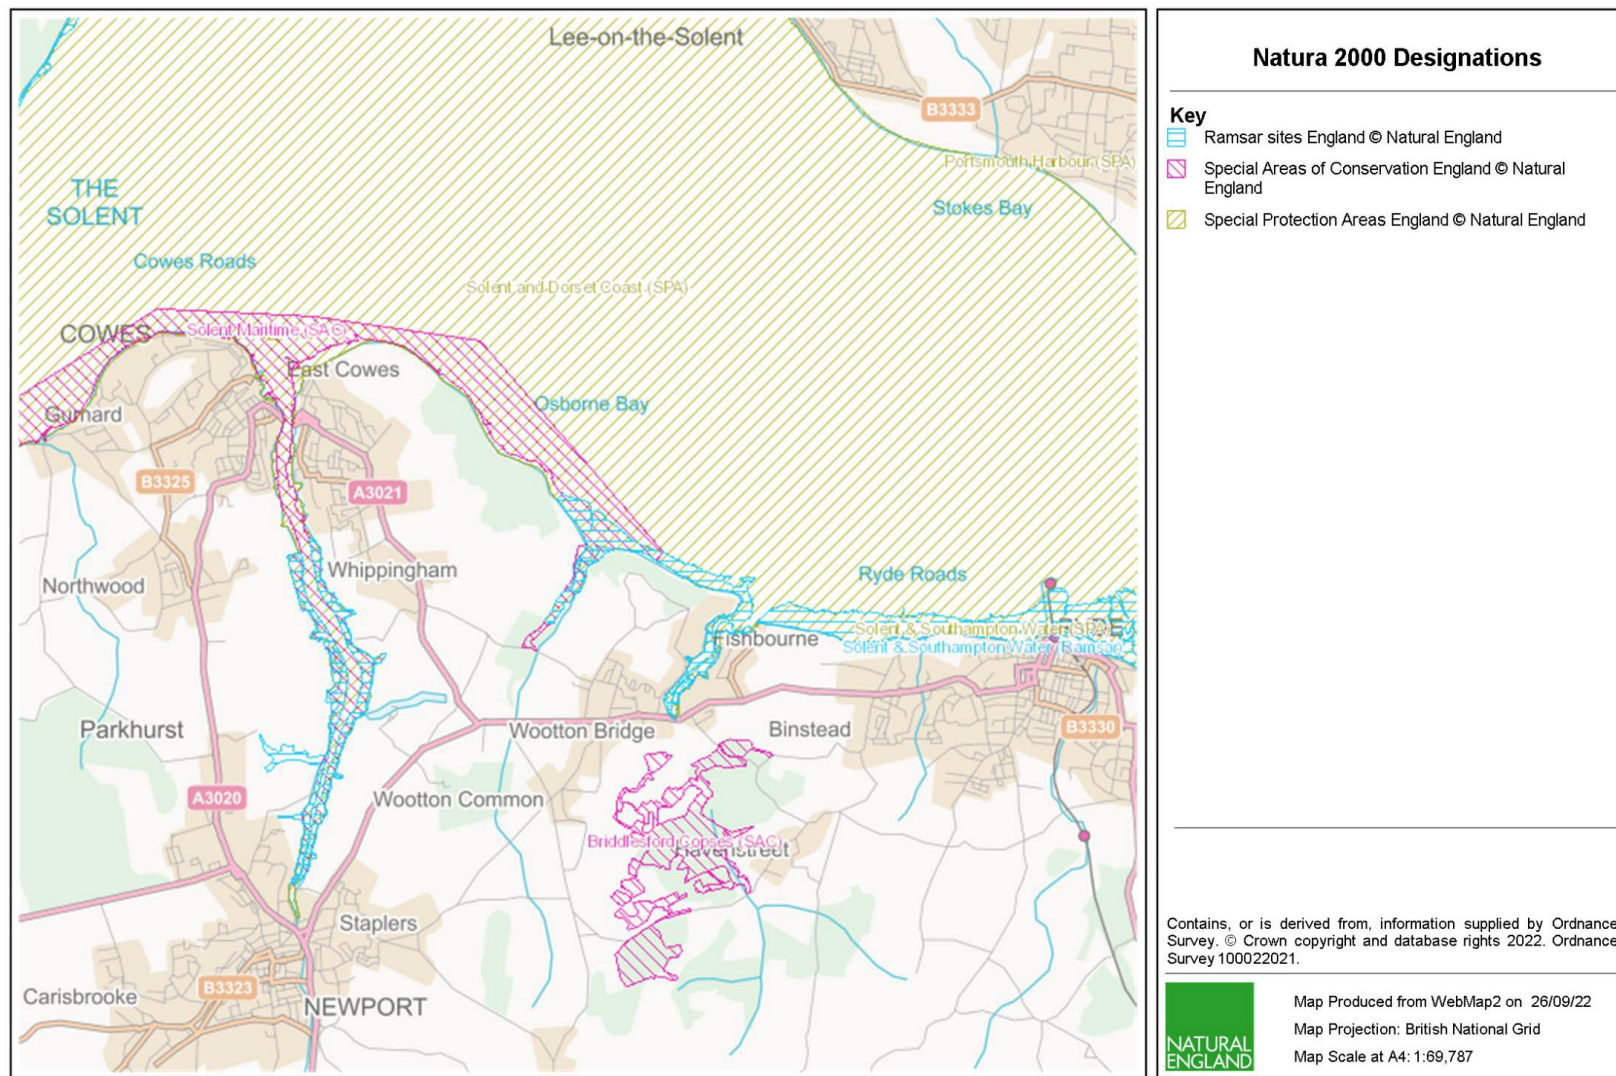 Lee-on-the-Solent
B3333
Portsmouth Harbour (SPA)
THE
SOLENT
Stokes Bay
Cowes Roads
Solent and Dorset Coast (SPA)
COWES
Solent Maritime (SAC)
East Cowes
Osborne Bay
Gurnard
B3325
A3021
Whippingham
Ryde Roads
Northwood
Solent & Southampton Water (SPA)
RYDE
Fishbourne
Solent & Southampton Water (Ramsar)
Parkhurst
Wootton Bridge
Binstead
B3330
A3020
Wootton Common
Briddlesford Copses (SAC)
Havenstreet
Staplers
Carisbrooke
B3323
NEWPORT
Natura 2000 Designations
Key
Ramsar sites England © Natural England
Special Areas of Conservation England © Natural
England
Special Protection Areas England © Natural England
Contains, or is derived from, information supplied by Ordnance
Survey. © Crown copyright and database rights 2022. Ordnance
Survey 100022021.
NATURAL
ENGLAND
Map Produced from WebMap2 on 26/09/22
Map Projection: British National Grid
Map Scale at A4: 1:69,787